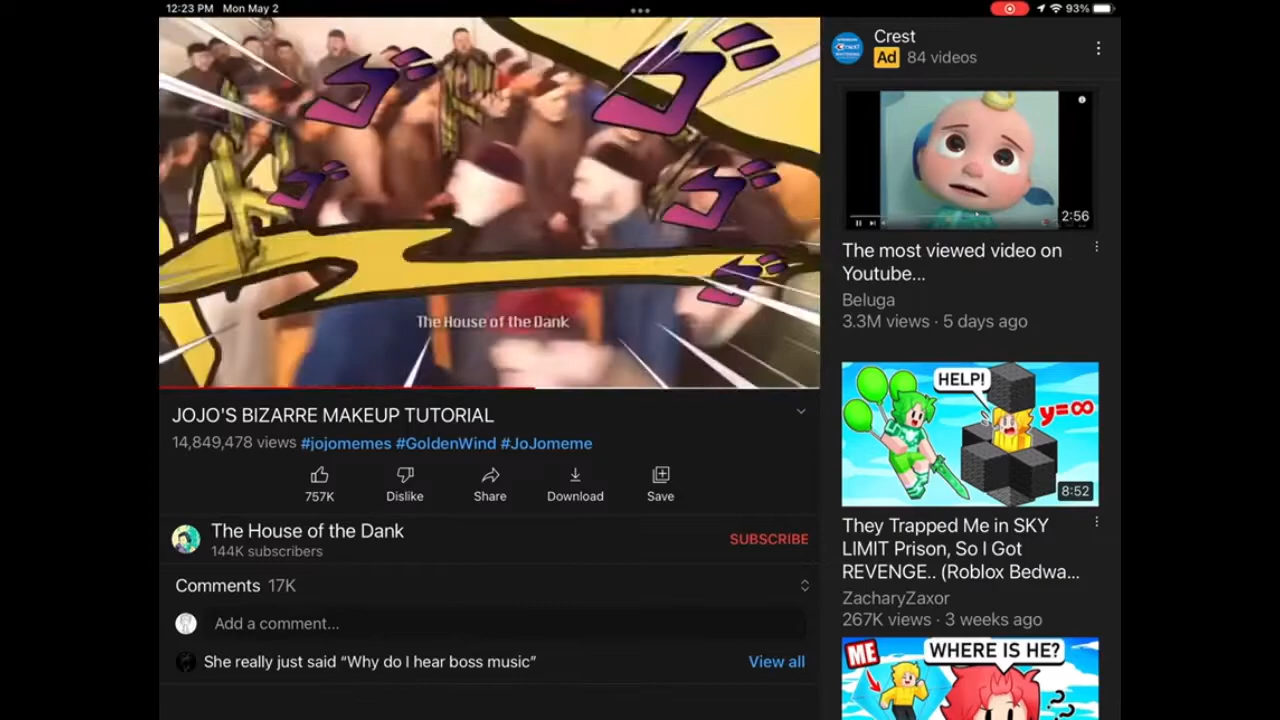 12:23 PM Mon May 2
93%
ゴ
ゴ
ゴ
ゴ
ゴ
The House of the Dank
JOJO'S BIZARRE MAKEUP TUTORIAL
14,849,478 views #jojomemes #GoldenWind #JoJomeme
757K
Dislike
Share
Download
Save
The House of the Dank
144K subscribers
SUBSCRIBE
Comments 17K
Add a comment...
She really just said “Why do I hear boss music”
View all
Crest
Ad 84 videos
2:56
The most viewed video on
Youtube...
Beluga
3.3M views · 5 days ago
HELP!
y=∞
8:52
They Trapped Me in SKY
LIMIT Prison, So I Got
REVENGE.. (Roblox Bedwa...
ZacharyZaxor
267K views · 3 weeks ago
ME
WHERE IS HE?
??